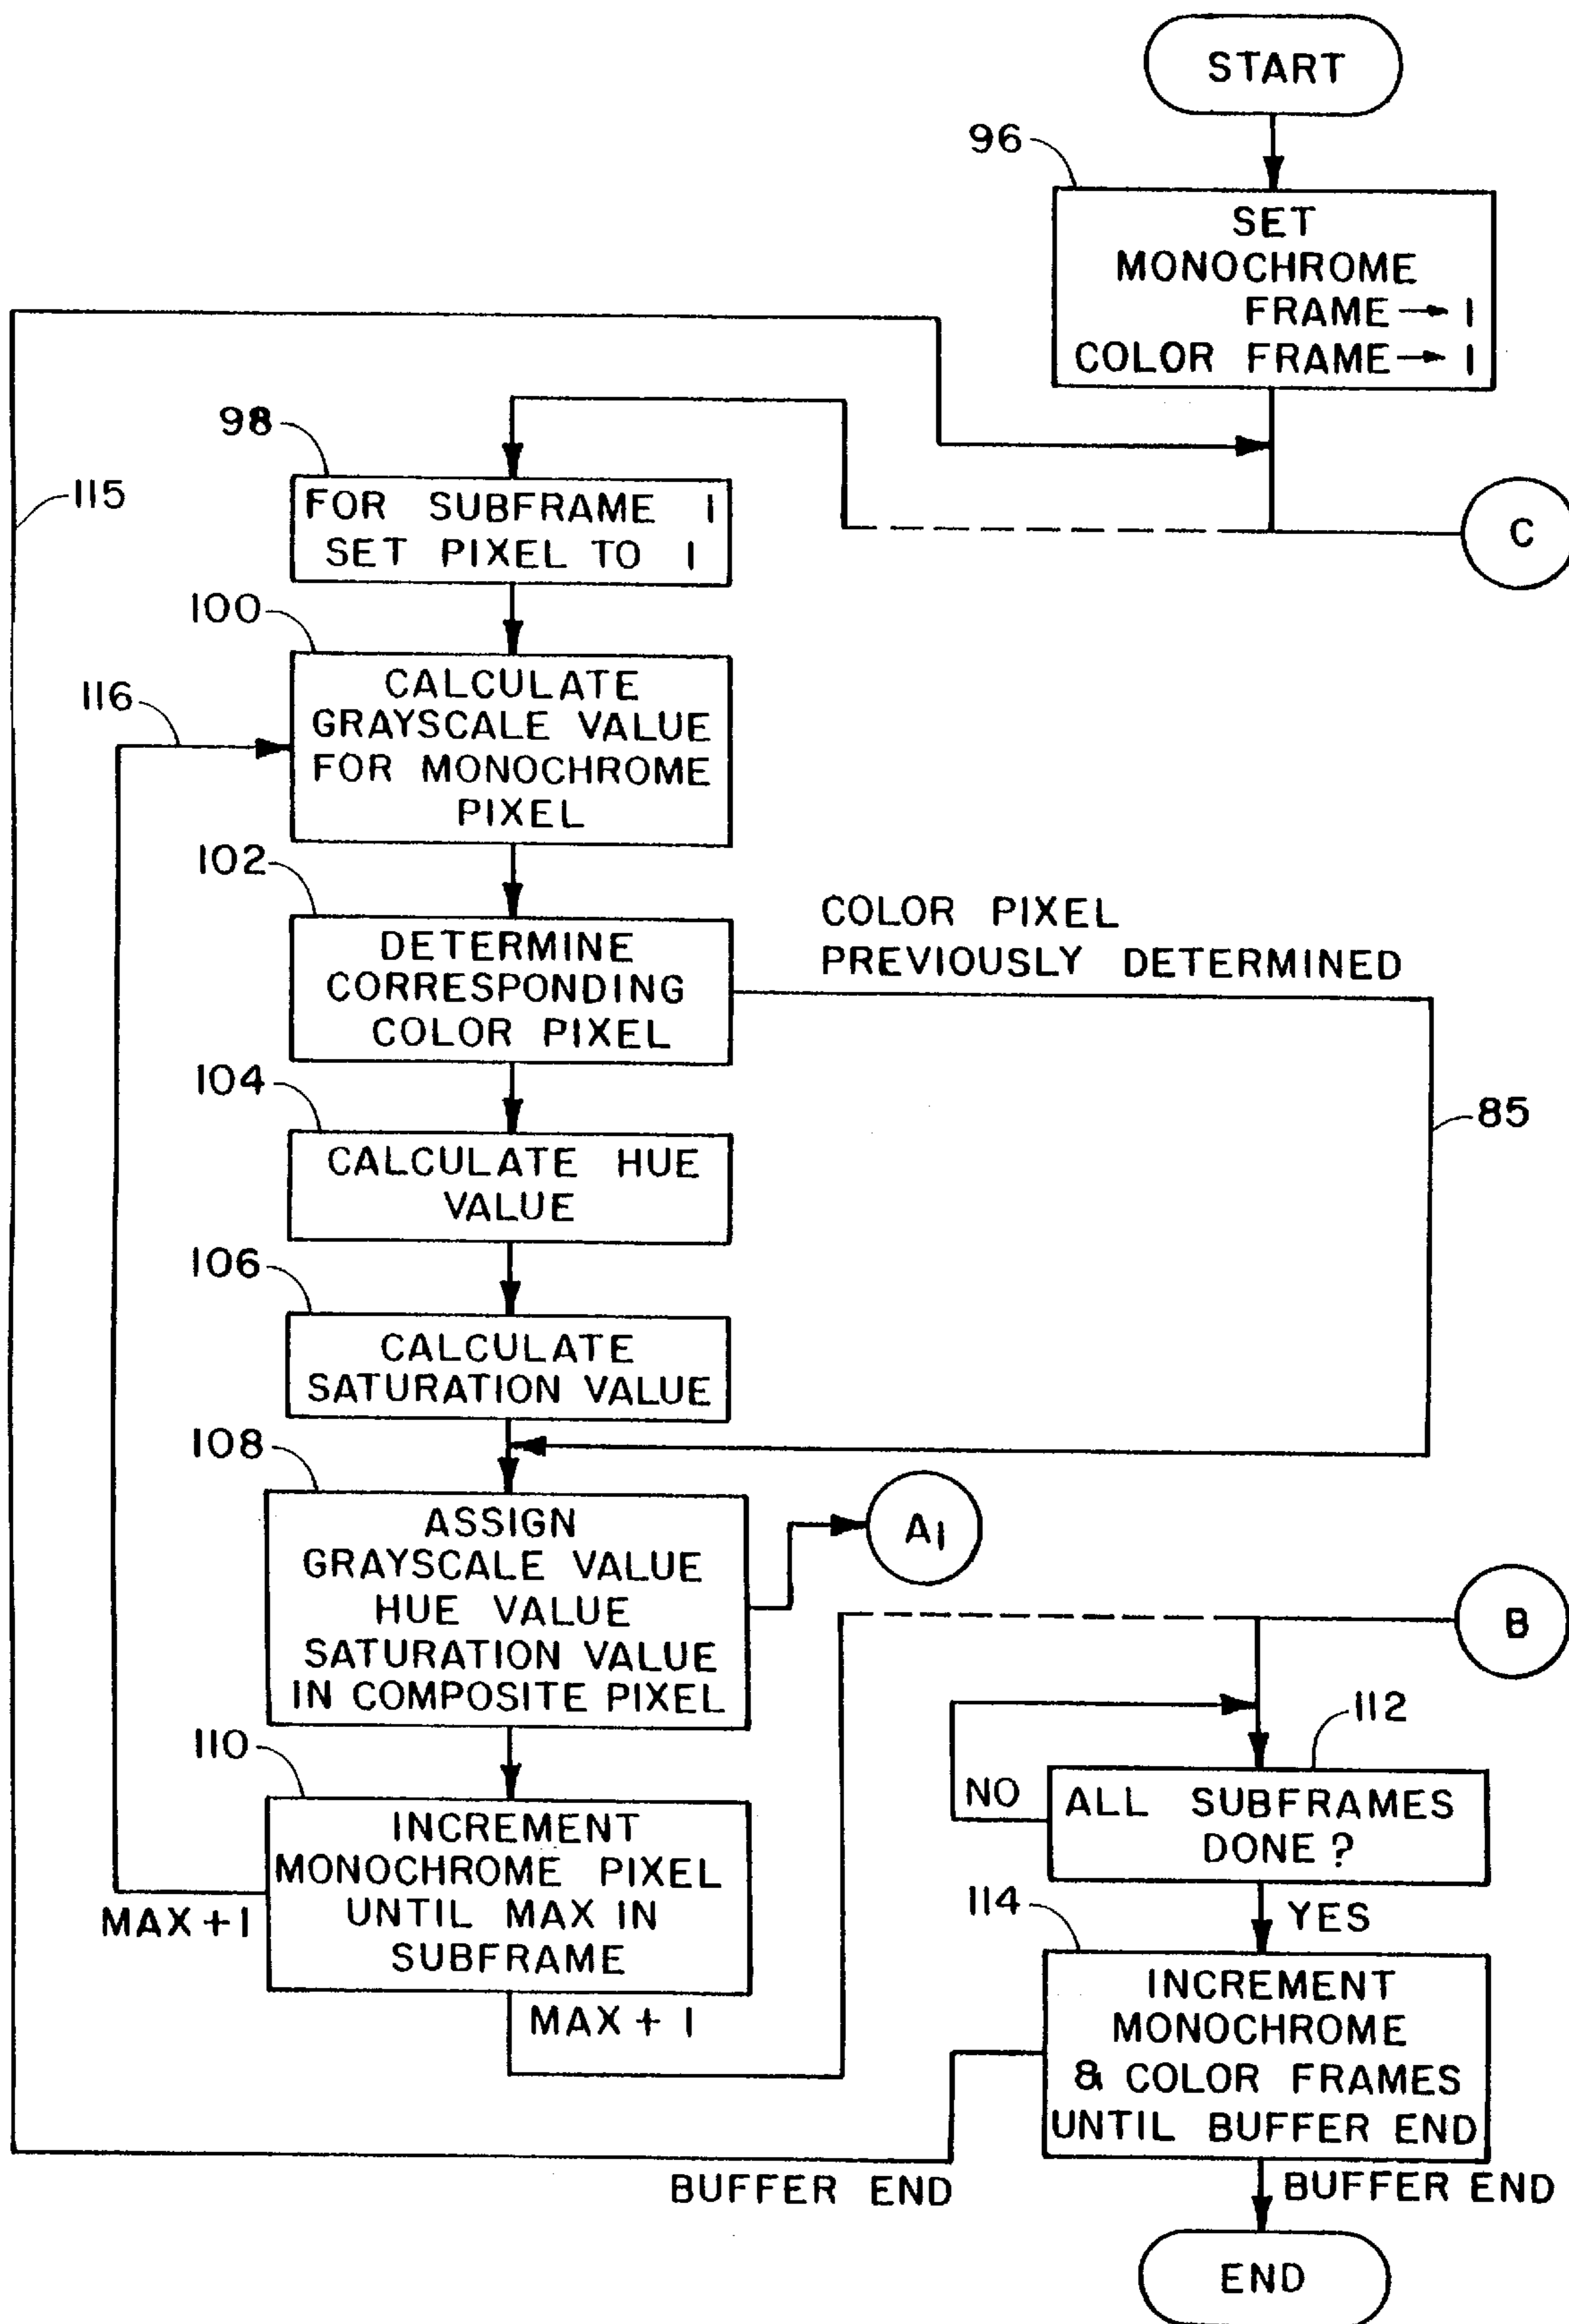 START
96
SET
MONOCHROME
FRAME → 1
COLOR FRAME → 1
98
FOR SUBFRAME 1
SET PIXEL TO 1
115
C
100
CALCULATE
GRAYSCALE VALUE
FOR MONOCHROME
PIXEL
116
102
DETERMINE
CORRESPONDING
COLOR PIXEL
COLOR PIXEL
PREVIOUSLY DETERMINED
85
104
CALCULATE HUE
VALUE
106
CALCULATE
SATURATION VALUE
108
ASSIGN
GRAYSCALE VALUE
HUE VALUE
SATURATION VALUE
IN COMPOSITE PIXEL
A1
B
110
INCREMENT
MONOCHROME PIXEL
UNTIL MAX IN
SUBFRAME
MAX+1
MAX + 1
112
NO
ALL SUBFRAMES
DONE?
YES
114
INCREMENT
MONOCHROME
& COLOR FRAMES
UNTIL BUFFER END
BUFFER END
BUFFER END
END